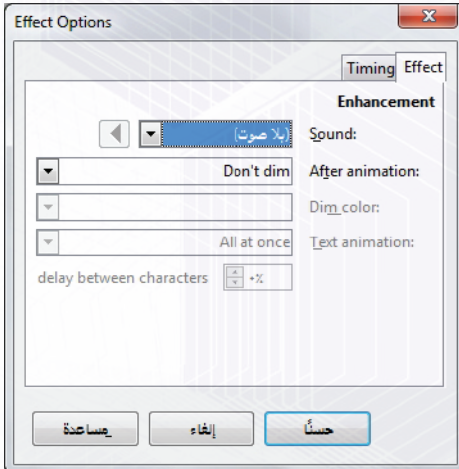 Effect Options
Effect
Timing
Enhancement
Sound: (بلا صوت)
After animation: Don't dim
Dim color:
Text animation: All at once
٠% delay between characters
حسنًا
إلغاء
مساعدة